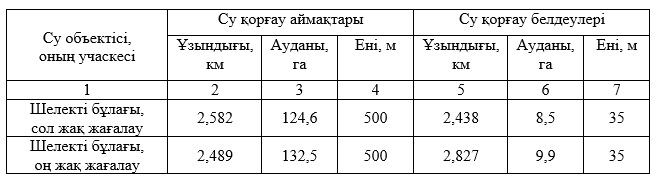 Су объектісі,
оның учаскесі
Су қорғау аймақтары
Су қорғау белдеулері
Ұзындығы,
км
Ауданы,
га
Ені, м
Ұзындығы,
км
Ауданы,
га
Ені, м
1 2 3 4 5 6 7
Шелекті бұлағы,
сол жақ жағалау
2,582 124,6 500 2,438 8,5 35
Шелекті бұлағы,
оң жақ жағалау
2,489 132,5 500 2,827 9,9 35